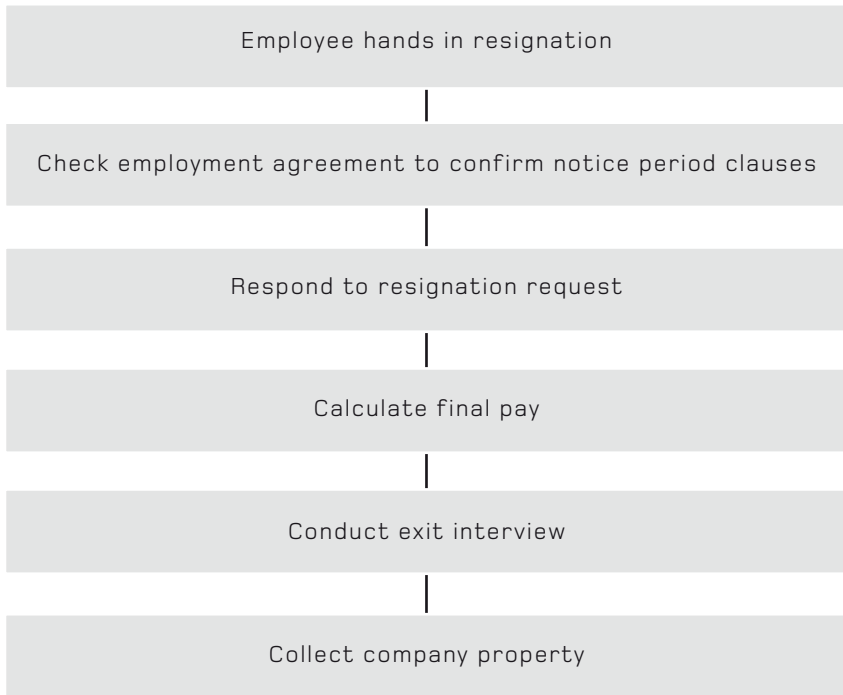 Employee hands in resignation
Check employment agreement to confirm notice period clauses
Respond to resignation request
Calculate final pay
Conduct exit interview
Collect company property